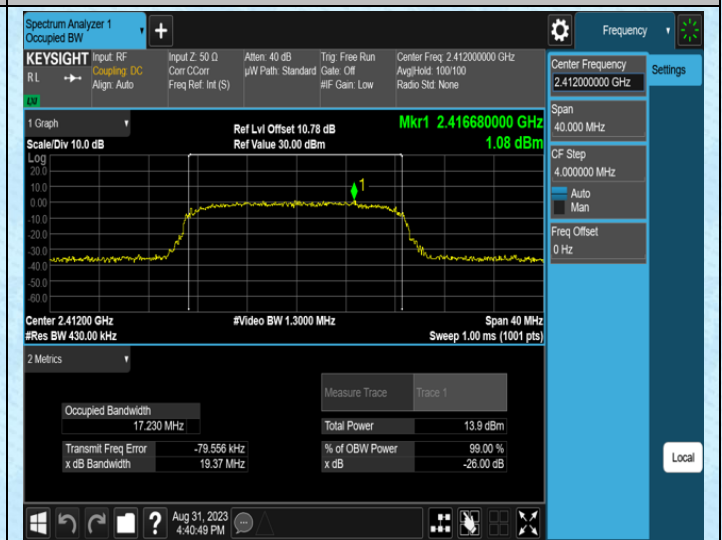 Spectrum Analyzer 1
Occupied BW
Frequency
KEYSIGHT
RL
Input: RF
Coupling: DC
Align: Auto
Input Z: 50 Ω
Corr CCorr
Freq Ref: Int (S)
Atten: 40 dB
µW Path: Standard
Trig: Free Run
Gate: Off
#IF Gain: Low
Center Freq: 2.412000000 GHz
Avg|Hold: 100/100
Radio Std: None
LXI
1 Graph
Scale/Div 10.0 dB
Ref Lvl Offset 10.78 dB
Ref Value 30.00 dBm
Mkr1 2.416680000 GHz
1.08 dBm
Log
20.0
10.0
0.00
-10.0
-20.0
-30.0
-40.0
-50.0
-60.0
1
Center 2.41200 GHz
#Res BW 430.00 kHz
#Video BW 1.3000 MHz
Span 40 MHz
Sweep 1.00 ms (1001 pts)
2 Metrics
Measure Trace Trace 1
Occupied Bandwidth
17.230 MHz
Total Power 13.9 dBm
Transmit Freq Error -79.556 kHz
% of OBW Power 99.00 %
x dB Bandwidth 19.37 MHz
x dB -26.00 dB
Center Frequency
2.412000000 GHz
Settings
Span
40.000 MHz
CF Step
4.000000 MHz
Auto
Man
Freq Offset
0 Hz
Local
?
Aug 31, 2023
4:40:49 PM